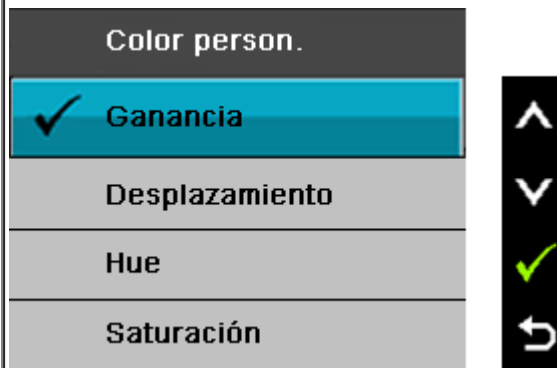 Color person.
Ganancia
Desplazamiento
Hue
Saturación